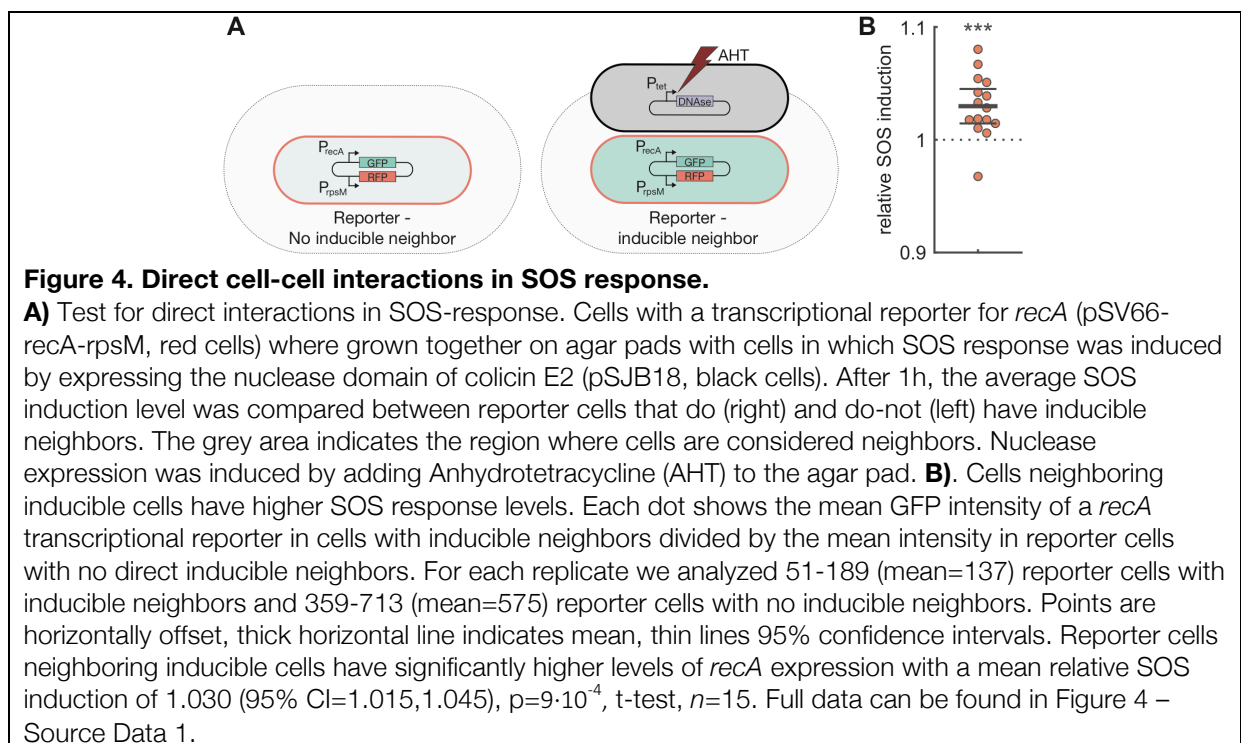 A
B
AHT
P_tet
DNAse
P_recA
GFP
RFP
P_rpsM
Reporter -
No inducible neighbor
P_recA
GFP
RFP
P_rpsM
Reporter -
inducible neighbor
1.1
***
1
0.9
relative SOS induction
Figure 4. Direct cell-cell interactions in SOS response.
A) Test for direct interactions in SOS-response. Cells with a transcriptional reporter for recA (pSV66-
recA-rpsM, red cells) where grown together on agar pads with cells in which SOS response was induced
by expressing the nuclease domain of colicin E2 (pSJB18, black cells). After 1h, the average SOS
induction level was compared between reporter cells that do (right) and do-not (left) have inducible
neighbors. The grey area indicates the region where cells are considered neighbors. Nuclease
expression was induced by adding Anhydrotetracycline (AHT) to the agar pad. B). Cells neighboring
inducible cells have higher SOS response levels. Each dot shows the mean GFP intensity of a recA
transcriptional reporter in cells with inducible neighbors divided by the mean intensity in reporter cells
with no direct inducible neighbors. For each replicate we analyzed 51-189 (mean=137) reporter cells with
inducible neighbors and 359-713 (mean=575) reporter cells with no inducible neighbors. Points are
horizontally offset, thick horizontal line indicates mean, thin lines 95% confidence intervals. Reporter cells
neighboring inducible cells have significantly higher levels of recA expression with a mean relative SOS
induction of 1.030 (95% CI=1.015,1.045), p=9·10⁻⁴, t-test, n=15. Full data can be found in Figure 4 –
Source Data 1.